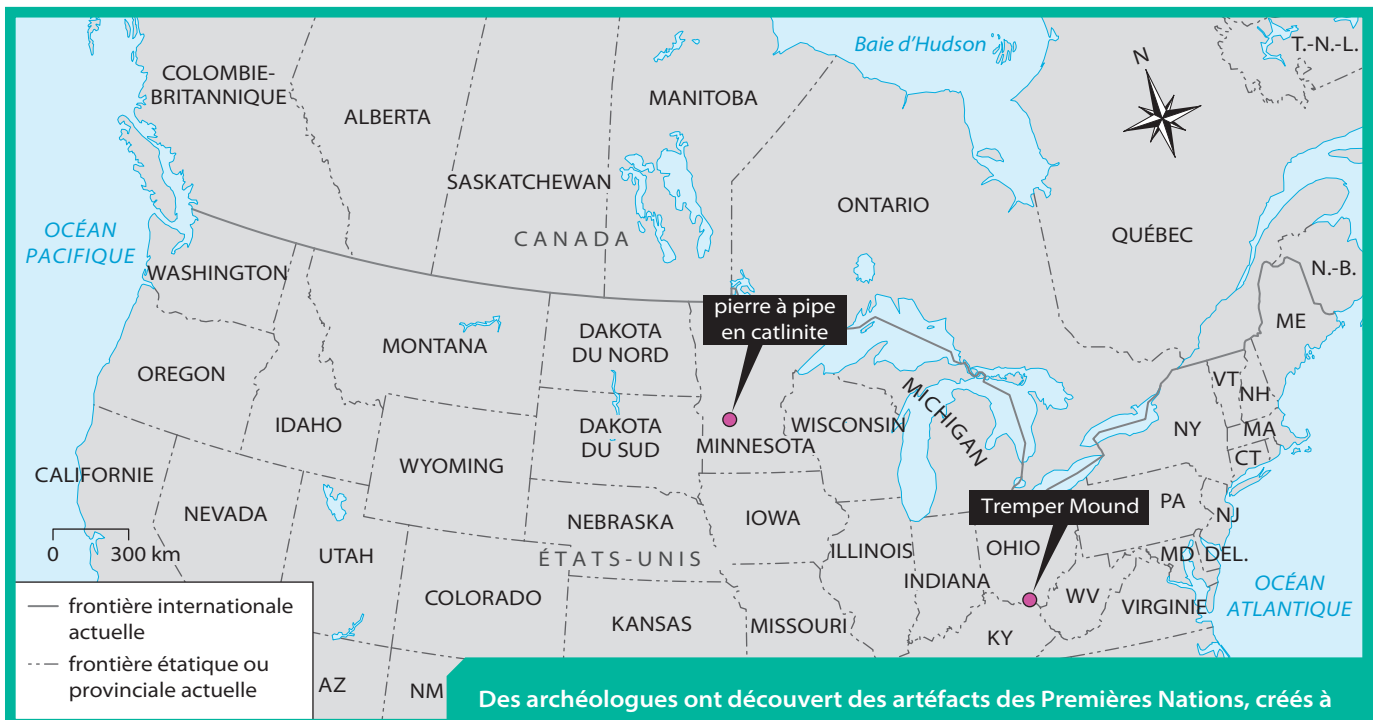 Baie d'Hudson
T.-N.-L.
N
COLOMBIE-
BRITANNIQUE
ALBERTA
MANITOBA
SASKATCHEWAN
ONTARIO
QUÉBEC
CANADA
OCÉAN
PACIFIQUE
WASHINGTON
N.-B.
pierre à pipe
en catlinite
ME
MONTANA
DAKOTA
DU NORD
OREGON
IDAHO
DAKOTA
DU SUD
MINNESOTA
WISCONSIN
MICHIGAN
VT
NH
NY
MA
CT
WYOMING
CALIFORNIE
NEVADA
NEBRASKA
IOWA
Tremper Mound
PA
NJ
0 300 km
UTAH
ÉTATS-UNIS
ILLINOIS
INDIANA
OHIO
MD
DEL.
COLORADO
KANSAS
MISSOURI
KY
WV
VIRGINIE
OCÉAN
ATLANTIQUE
frontière internationale
actuelle
frontière étatique ou
provinciale actuelle
AZ
NM
Des archéologues ont découvert des artéfacts des Premières Nations, créés à